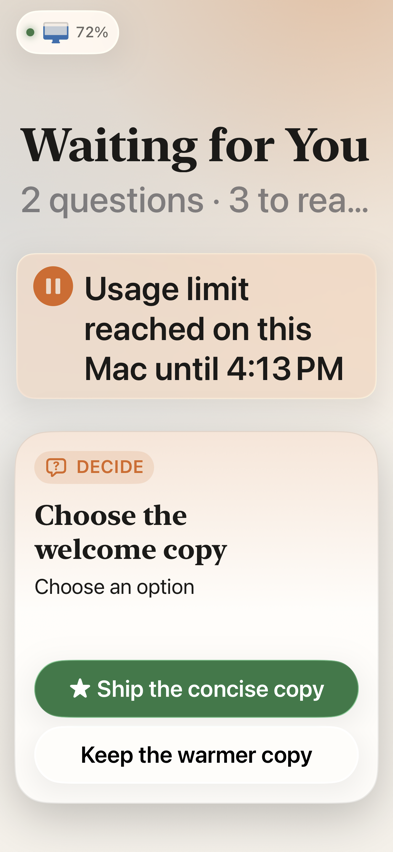 72%
Waiting for You
2 questions · 3 to rea…
Usage limit
reached on this
Mac until 4:13 PM
DECIDE
Choose the
welcome copy
Choose an option
Ship the concise copy
Keep the warmer copy